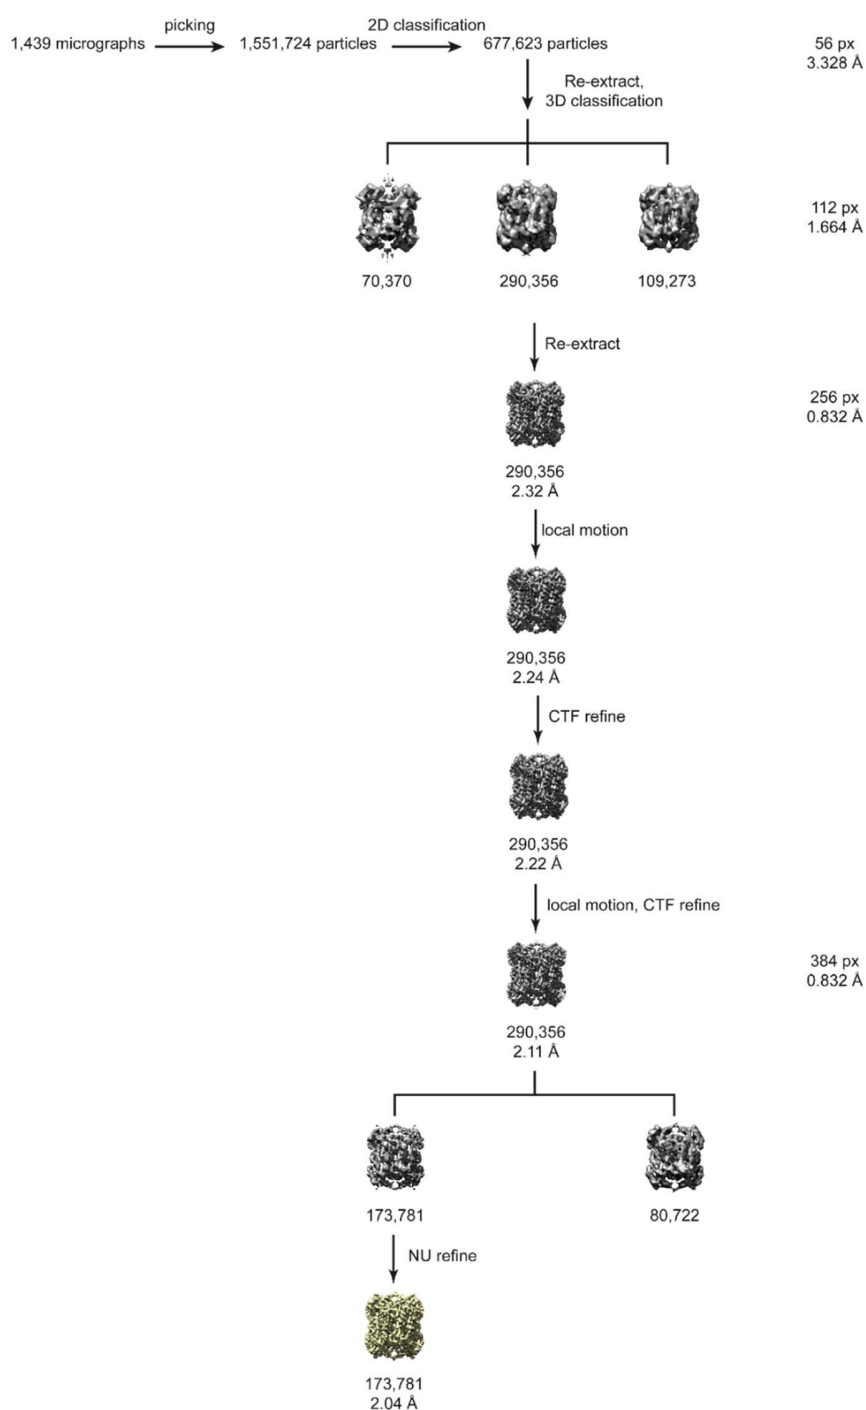 picking
2D classification
1,439 micrographs
1,551,724 particles
677,623 particles
56 px
3.328 Å
Re-extract,
3D classification
112 px
1.664 Å
70,370
290,356
109,273
Re-extract
256 px
0.832 Å
290,356
2.32 Å
local motion
290,356
2.24 Å
CTF refine
290,356
2.22 Å
local motion, CTF refine
384 px
0.832 Å
290,356
2.11 Å
173,781
80,722
NU refine
173,781
2.04 Å